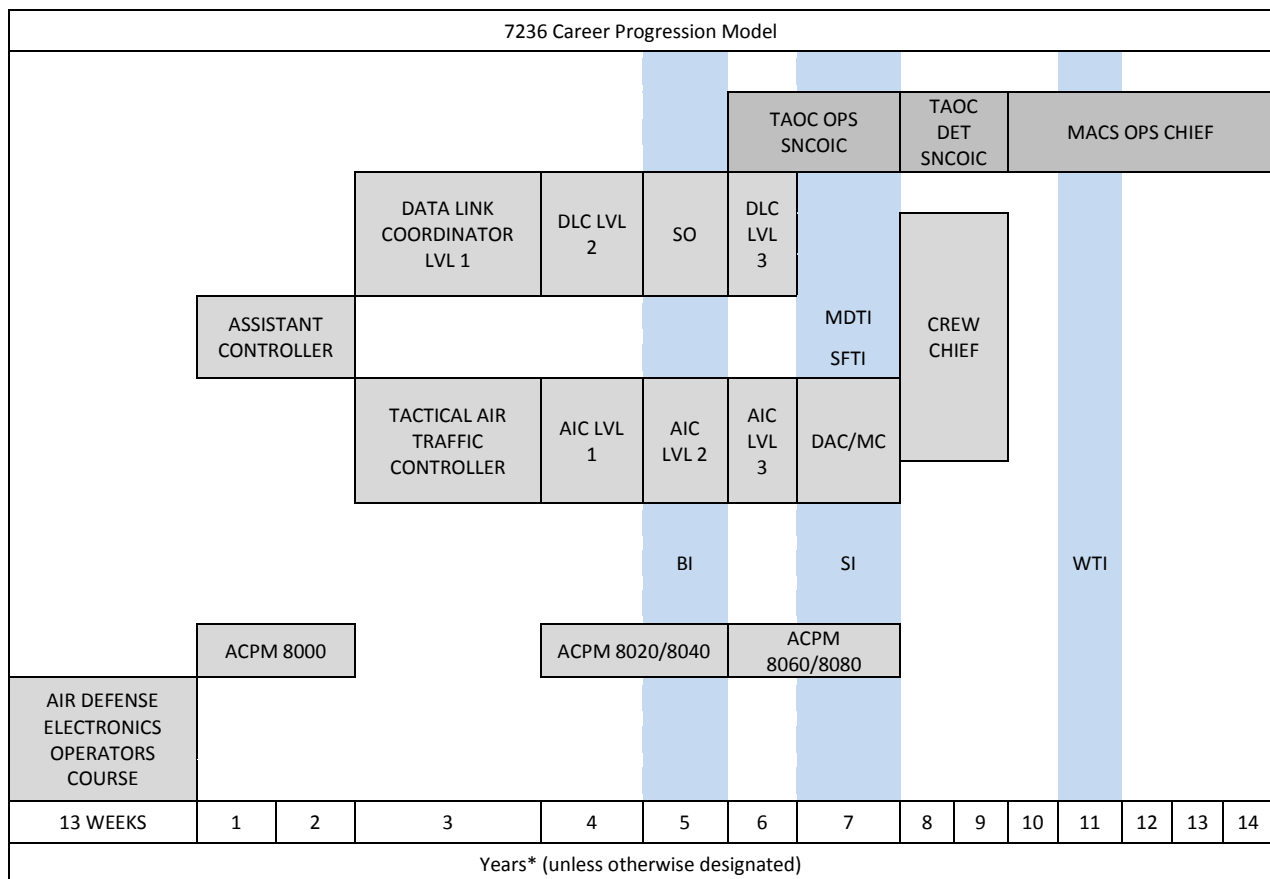 7236 Career Progression Model
TAOC OPS
SNCOIC
TAOC
DET
SNCOIC
MACS OPS CHIEF
DATA LINK
COORDINATOR
LVL 1
DLC LVL
2
SO
DLC
LVL
3
ASSISTANT
CONTROLLER
MDTI
SFTI
CREW
CHIEF
TACTICAL AIR
TRAFFIC
CONTROLLER
AIC LVL
1
AIC
LVL 2
AIC
LVL
3
DAC/MC
BI
SI
WTI
ACPM 8000
ACPM 8020/8040
ACPM
8060/8080
AIR DEFENSE
ELECTRONICS
OPERATORS
COURSE
13 WEEKS 1 2 3 4 5 6 7 8 9 10 11 12 13 14
Years* (unless otherwise designated)